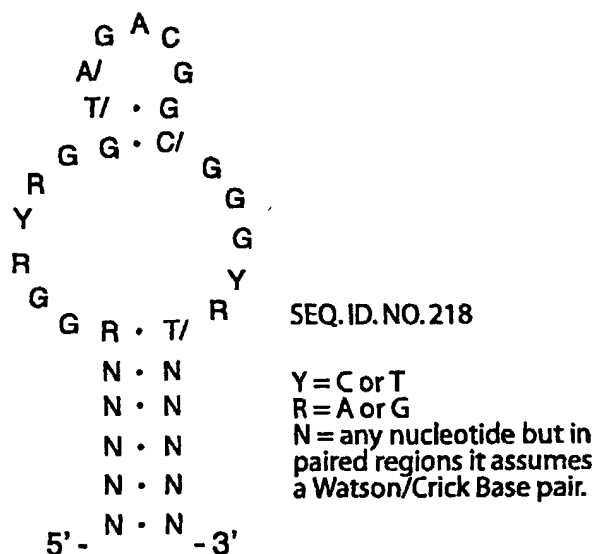 G A C
A/ G
T/ · G
G G · C/ G
R G
Y G
R Y
G G R · T/ R
N · N
N · N
N · N
N · N
5' - N · N - 3'
SEQ. ID. NO. 218
Y = C or T
R = A or G
N = any nucleotide but in
paired regions it assumes
a Watson/Crick Base pair.